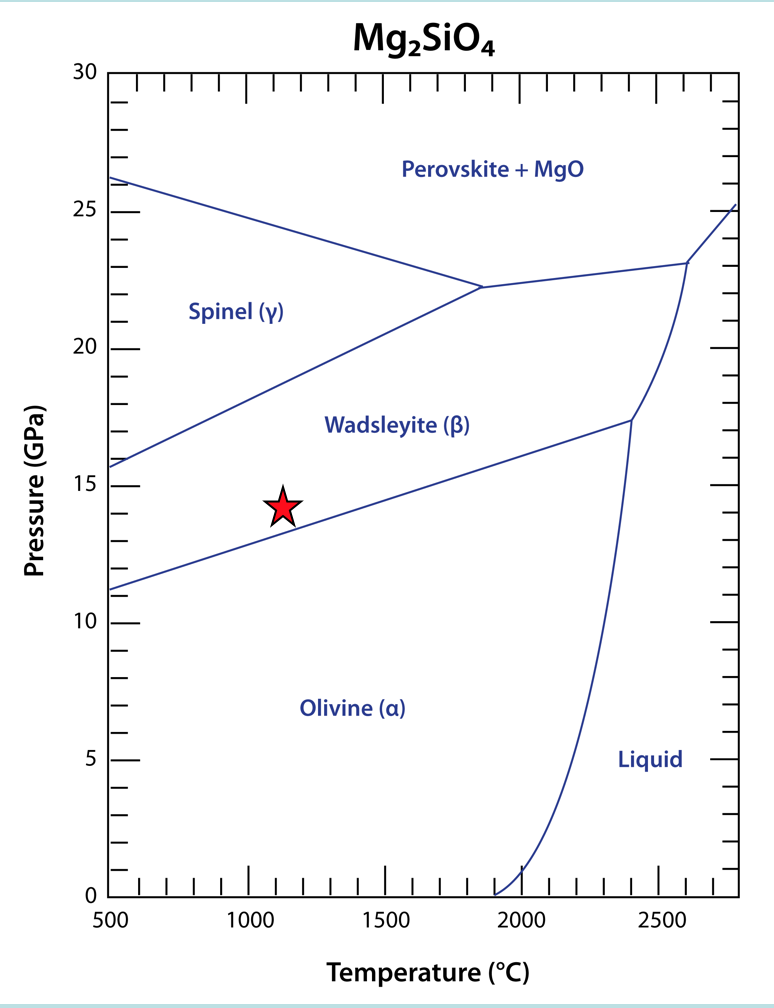 Mg₂SiO₄
30
25
20
15
10
5
0
Pressure (GPa)
Perovskite + MgO
Spinel (γ)
Wadsleyite (β)
Olivine (α)
Liquid
500 1000 1500 2000 2500
Temperature (°C)